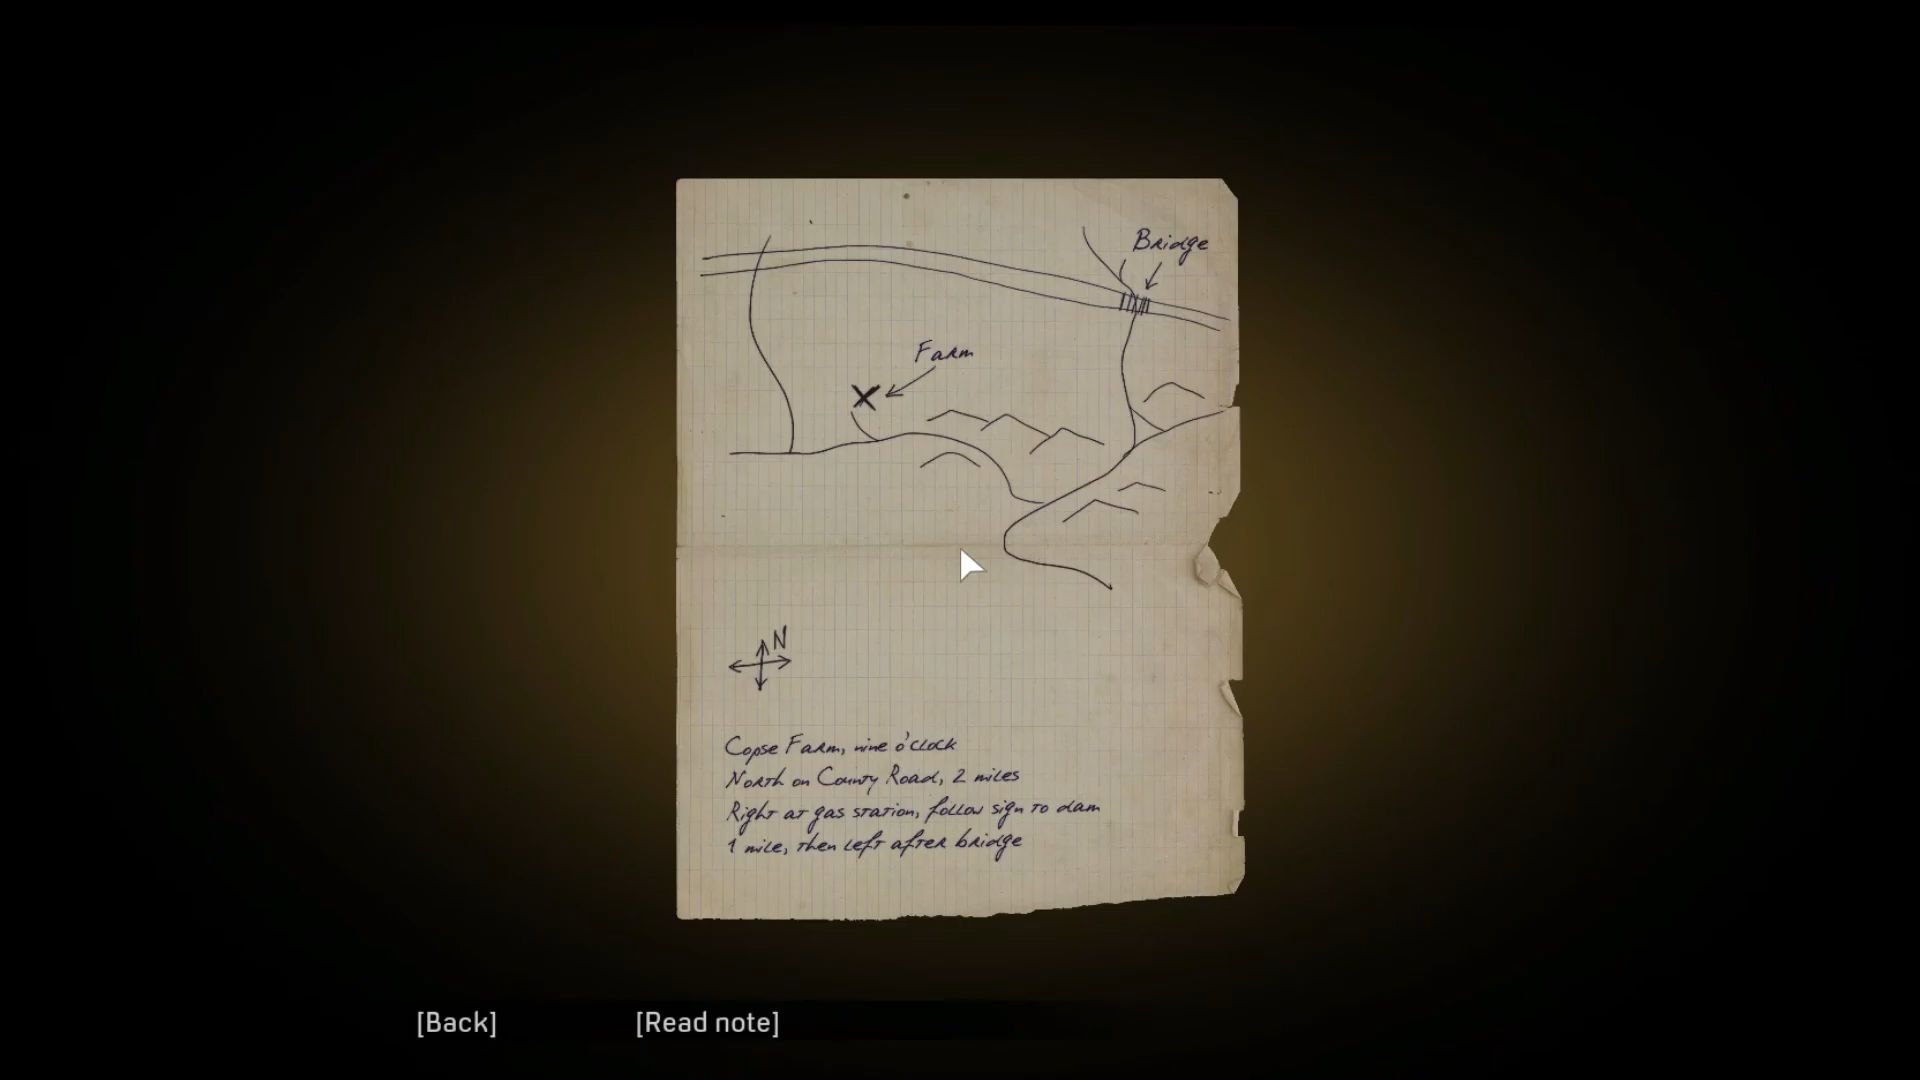 Bridge
Farm
N
Copse Farm, nine o'clock
North on County Road, 2 miles
Right at gas station, follow sign to dam
1 mile, then left after bridge
[Back]
[Read note]